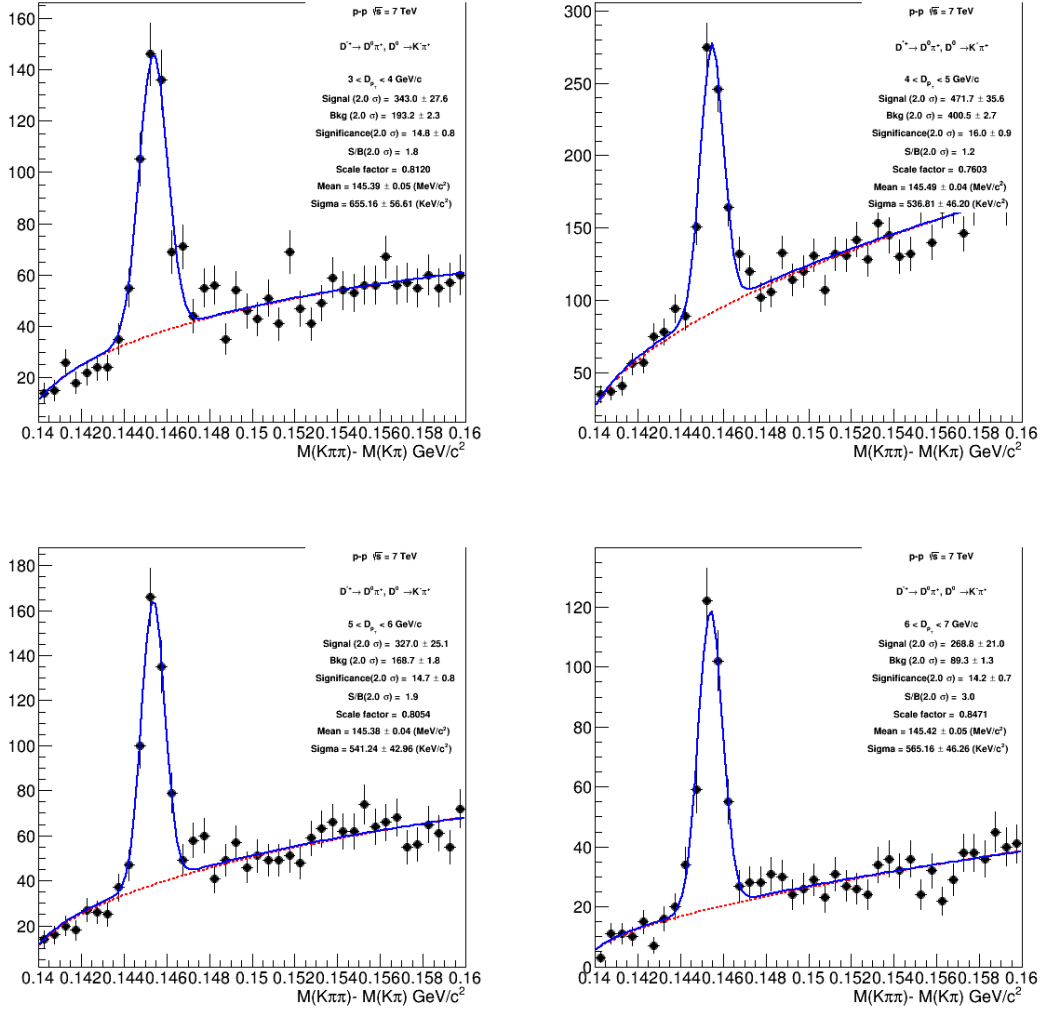 p-p √s = 7 TeV
D*+→ D⁰π+, D⁰ →K-π+
3 < D_pT < 4 GeV/c
Signal (2.0 σ) = 343.0 ± 27.6
Bkg (2.0 σ) = 193.2 ± 2.3
Significance(2.0 σ) = 14.8 ± 0.8
S/B(2.0 σ) = 1.8
Scale factor = 0.8120
Mean = 145.39 ± 0.05 (MeV/c²)
Sigma = 655.16 ± 56.61 (KeV/c²)
160
140
120
100
80
60
40
20
0.14 0.142 0.144 0.146 0.148 0.15 0.152 0.154 0.156 0.158 0.16
M(Kππ)- M(Kπ) GeV/c²
p-p √s = 7 TeV
D*+→ D⁰π+, D⁰ →K-π+
4 < D_pT < 5 GeV/c
Signal (2.0 σ) = 471.7 ± 35.6
Bkg (2.0 σ) = 400.5 ± 2.7
Significance(2.0 σ) = 16.0 ± 0.9
S/B(2.0 σ) = 1.2
Scale factor = 0.7603
Mean = 145.49 ± 0.04 (MeV/c²)
Sigma = 536.81 ± 46.20 (KeV/c²)
300
250
200
150
100
50
0.14 0.142 0.144 0.146 0.148 0.15 0.152 0.154 0.156 0.158 0.16
M(Kππ)- M(Kπ) GeV/c²
p-p √s = 7 TeV
D*+→ D⁰π+, D⁰ →K-π+
5 < D_pT < 6 GeV/c
Signal (2.0 σ) = 327.0 ± 25.1
Bkg (2.0 σ) = 168.7 ± 1.8
Significance(2.0 σ) = 14.7 ± 0.8
S/B(2.0 σ) = 1.9
Scale factor = 0.8054
Mean = 145.38 ± 0.04 (MeV/c²)
Sigma = 541.24 ± 42.96 (KeV/c²)
180
160
140
120
100
80
60
40
20
0.14 0.142 0.144 0.146 0.148 0.15 0.152 0.154 0.156 0.158 0.16
M(Kππ)- M(Kπ) GeV/c²
p-p √s = 7 TeV
D*+→ D⁰π+, D⁰ →K-π+
6 < D_pT < 7 GeV/c
Signal (2.0 σ) = 268.8 ± 21.0
Bkg (2.0 σ) = 89.3 ± 1.3
Significance(2.0 σ) = 14.2 ± 0.7
S/B(2.0 σ) = 3.0
Scale factor = 0.8471
Mean = 145.42 ± 0.05 (MeV/c²)
Sigma = 565.16 ± 46.26 (KeV/c²)
120
100
80
60
40
20
0
0.14 0.142 0.144 0.146 0.148 0.15 0.152 0.154 0.156 0.158 0.16
M(Kππ)- M(Kπ) GeV/c²